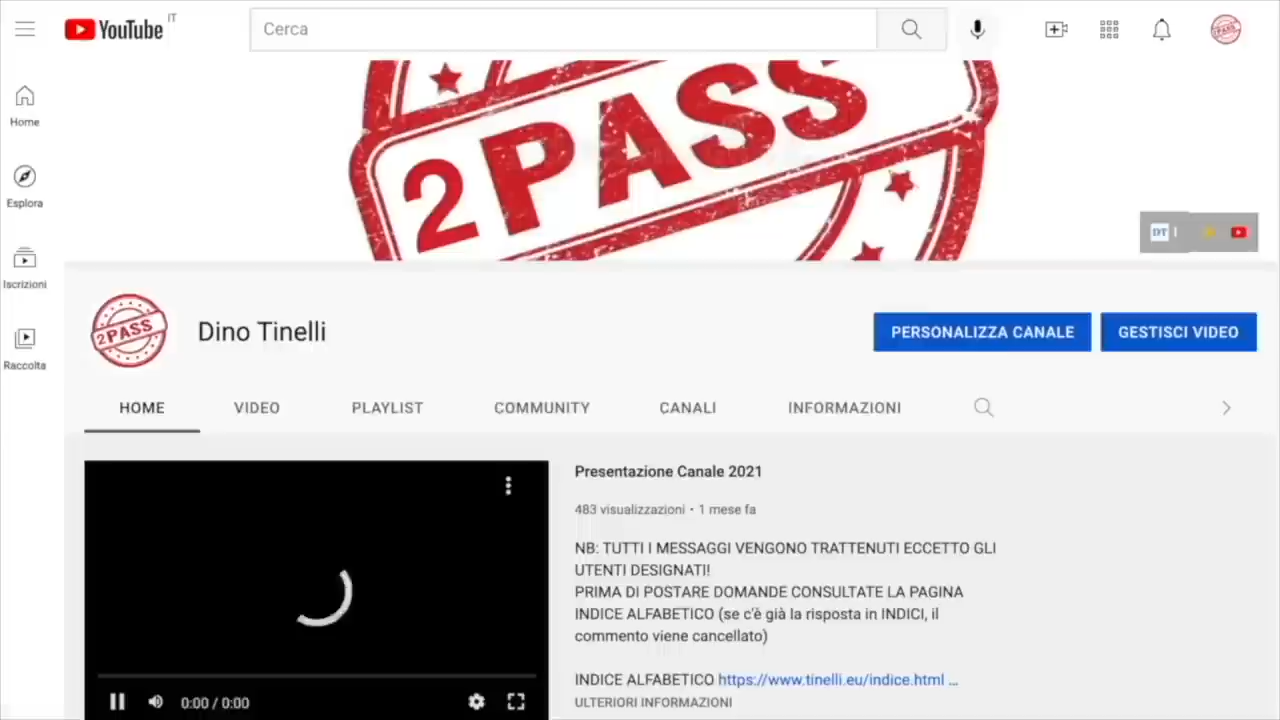 YouTube IT
Cerca
2PASS
Home
Esplora
Iscrizioni
Raccolta
2PASS
DT
2PASS
Dino Tinelli
PERSONALIZZA CANALE
GESTISCI VIDEO
HOME
VIDEO
PLAYLIST
COMMUNITY
CANALI
INFORMAZIONI
Presentazione Canale 2021
483 visualizzazioni • 1 mese fa
NB: TUTTI I MESSAGGI VENGONO TRATTENUTI ECCETTO GLI
UTENTI DESIGNATI!
PRIMA DI POSTARE DOMANDE CONSULTATE LA PAGINA
INDICE ALFABETICO (se c'è già la risposta in INDICI, il
commento viene cancellato)
INDICE ALFABETICO https://www.tinelli.eu/indice.html ...
ULTERIORI INFORMAZIONI
0:00 / 0:00